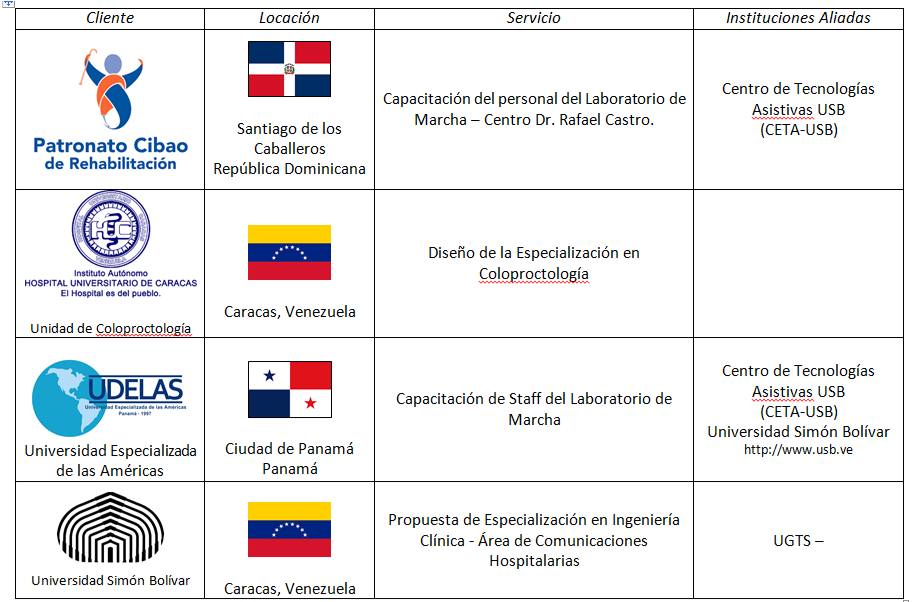 Cliente
Locación
Servicio
Instituciones Aliadas
Patronato Cibao
de Rehabilitación
Santiago de los
Caballeros
República Dominicana
Capacitación del personal del Laboratorio de
Marcha – Centro Dr. Rafael Castro.
Centro de Tecnologías
Asistivas USB
(CETA-USB)
Instituto Autónomo
HOSPITAL UNIVERSITARIO DE CARACAS
El Hospital es del pueblo.
Unidad de Coloproctología
Caracas, Venezuela
Diseño de la Especialización en
Coloproctología
UDELAS
Universidad Especializada de las Américas
Panamá - 1997
Universidad Especializada
de las Américas
Ciudad de Panamá
Panamá
Capacitación de Staff del Laboratorio de
Marcha
Centro de Tecnologías
Asistivas USB
(CETA-USB)
Universidad Simón Bolívar
http://www.usb.ve
Universidad Simón Bolívar
Caracas, Venezuela
Propuesta de Especialización en Ingeniería
Clínica - Área de Comunicaciones
Hospitalarias
UGTS –